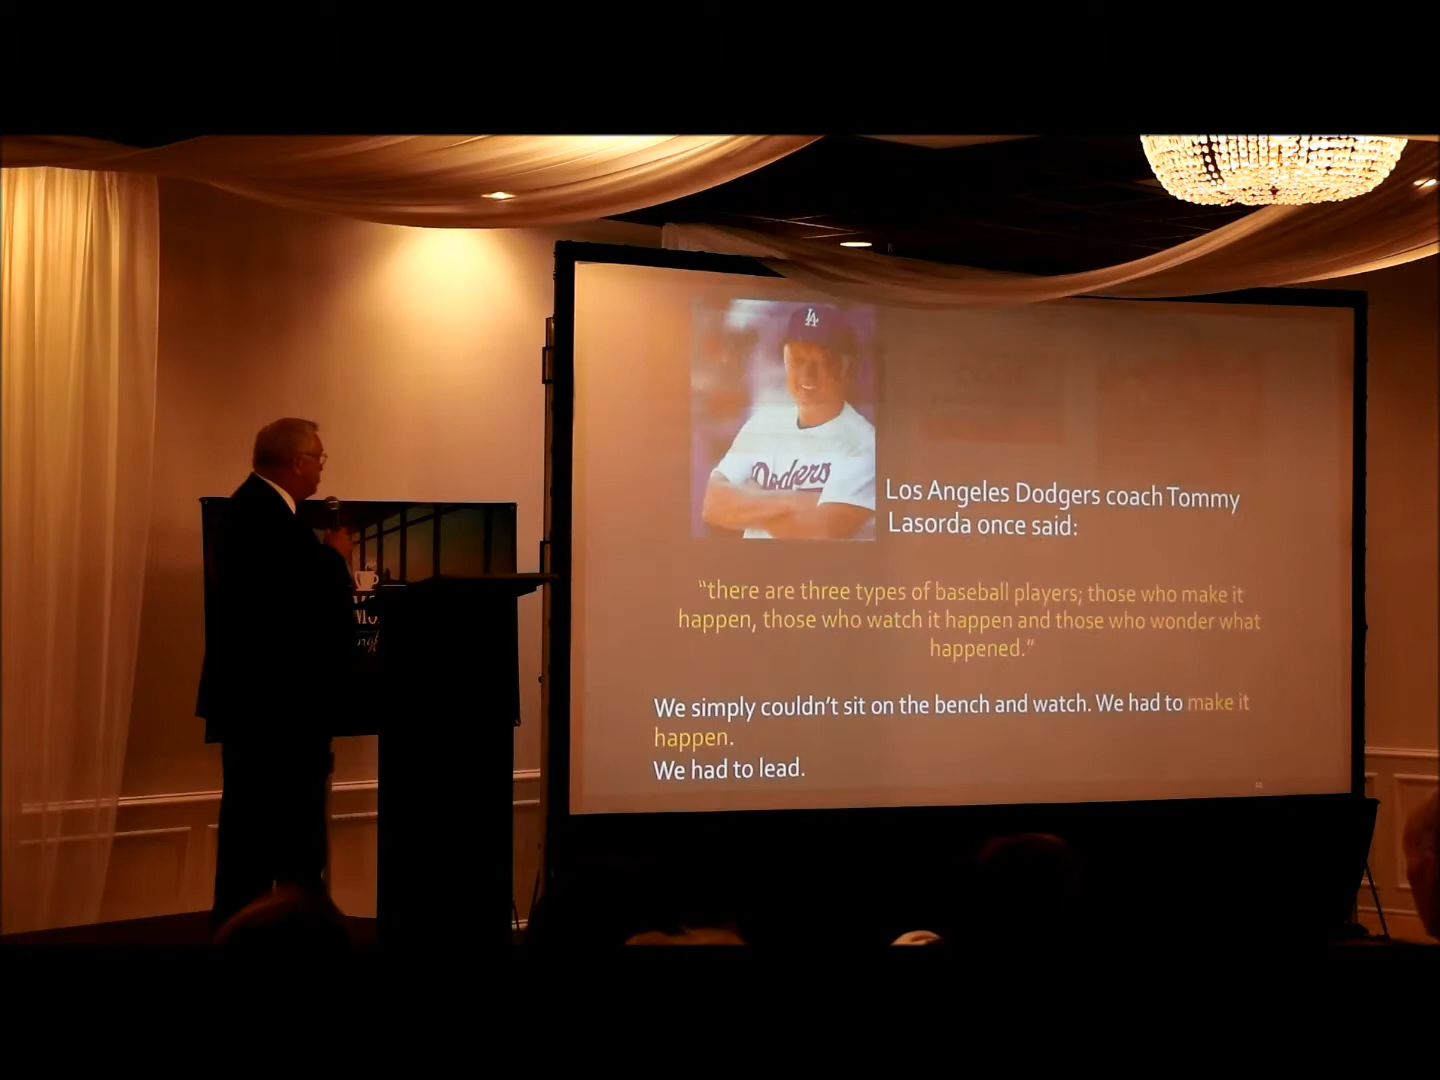 LA
Dodgers
Los Angeles Dodgers coach Tommy
Lasorda once said:
“there are three types of baseball players; those who make it
happen, those who watch it happen and those who wonder what
happened.”
We simply couldn’t sit on the bench and watch. We had to make it
happen.
We had to lead.